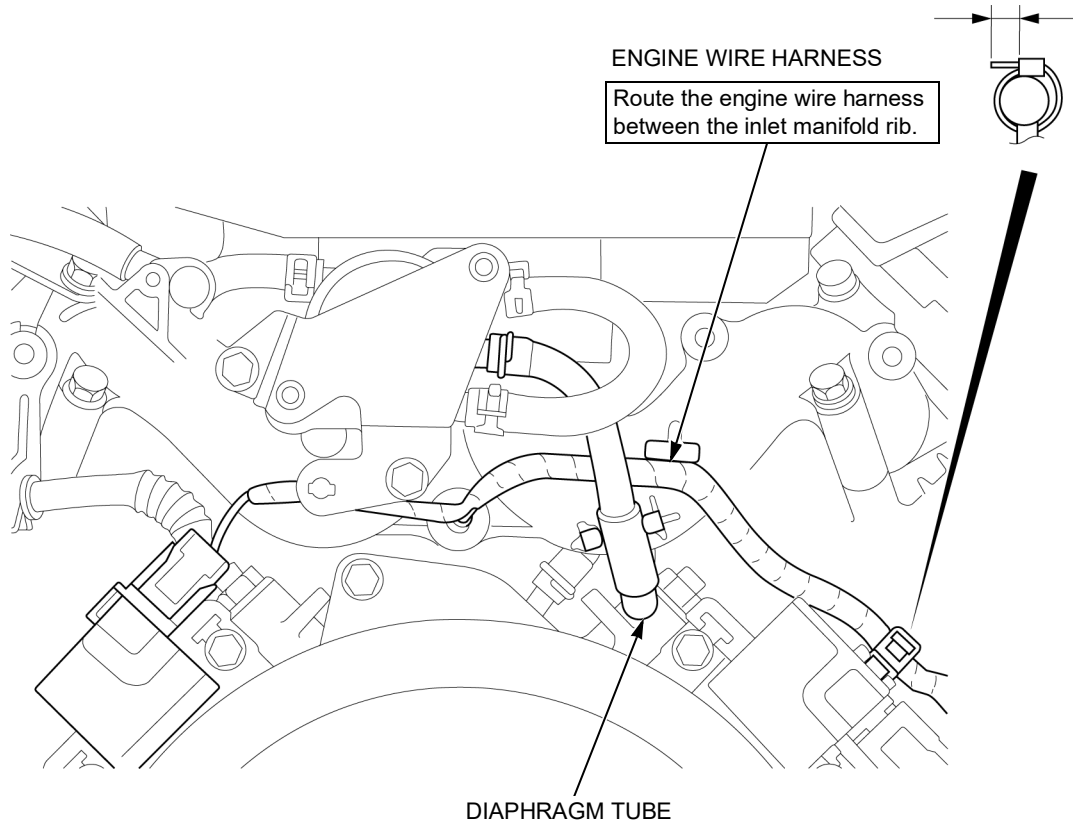 ENGINE WIRE HARNESS
Route the engine wire harness
between the inlet manifold rib.
DIAPHRAGM TUBE